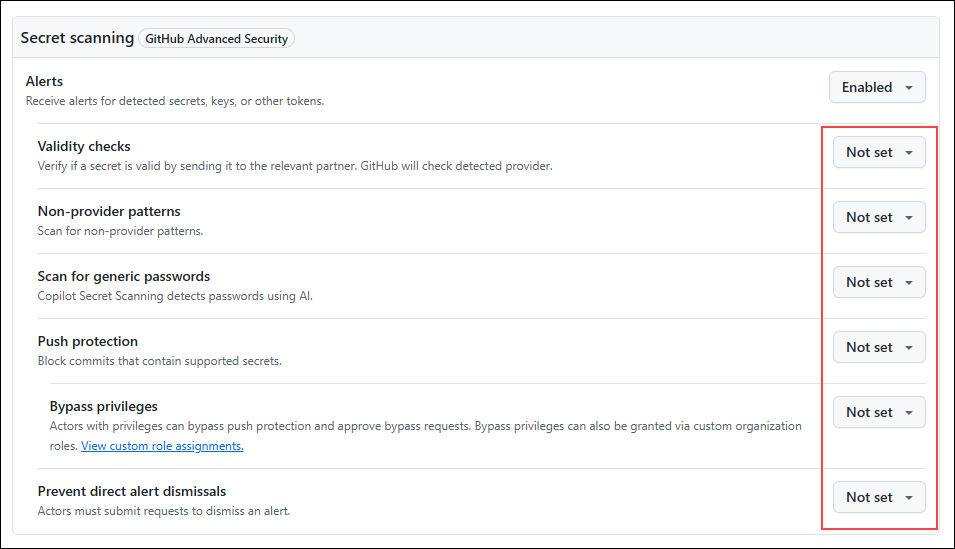 Secret scanning GitHub Advanced Security
Alerts
Receive alerts for detected secrets, keys, or other tokens.
Enabled
Validity checks
Verify if a secret is valid by sending it to the relevant partner. GitHub will check detected provider.
Not set
Non-provider patterns
Scan for non-provider patterns.
Not set
Scan for generic passwords
Copilot Secret Scanning detects passwords using AI.
Not set
Push protection
Block commits that contain supported secrets.
Not set
Bypass privileges
Actors with privileges can bypass push protection and approve bypass requests. Bypass privileges can also be granted via custom organization
roles. View custom role assignments.
Not set
Prevent direct alert dismissals
Actors must submit requests to dismiss an alert.
Not set